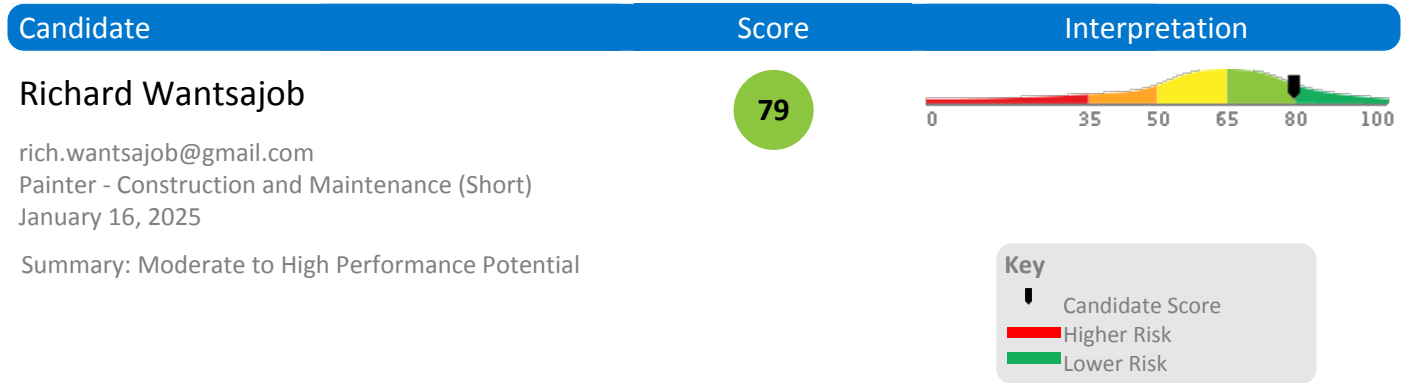 Candidate Score Interpretation
Richard Wantsajob
79
0 35 50 65 80 100
rich.wantsajob@gmail.com
Painter - Construction and Maintenance (Short)
January 16, 2025
Summary: Moderate to High Performance Potential
Key
Candidate Score
Higher Risk
Lower Risk